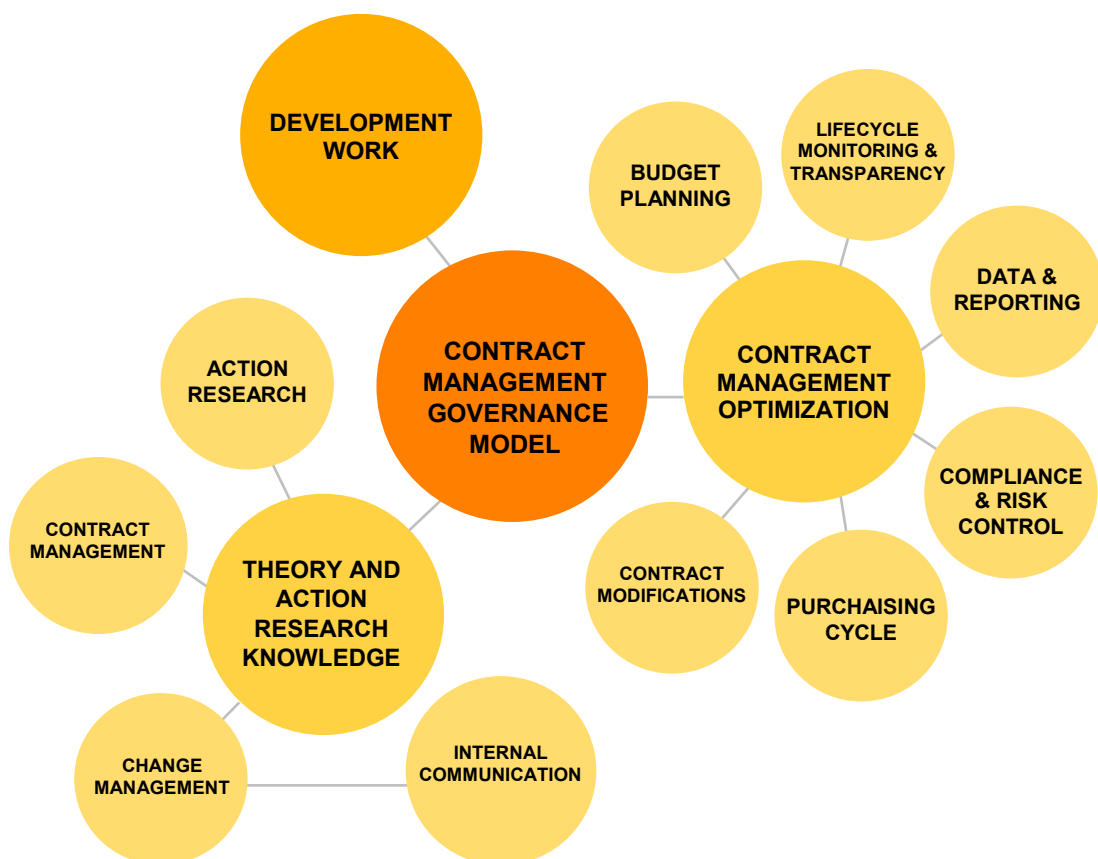 DEVELOPMENT
WORK
LIFECYCLE
MONITORING &
TRANSPARENCY
BUDGET
PLANNING
DATA &
REPORTING
CONTRACT
MANAGEMENT
GOVERNANCE
MODEL
CONTRACT
MANAGEMENT
OPTIMIZATION
ACTION
RESEARCH
COMPLIANCE
& RISK
CONTROL
CONTRACT
MANAGEMENT
CONTRACT
MODIFICATIONS
PURCHAISING
CYCLE
THEORY AND
ACTION
RESEARCH
KNOWLEDGE
CHANGE
MANAGEMENT
INTERNAL
COMMUNICATION